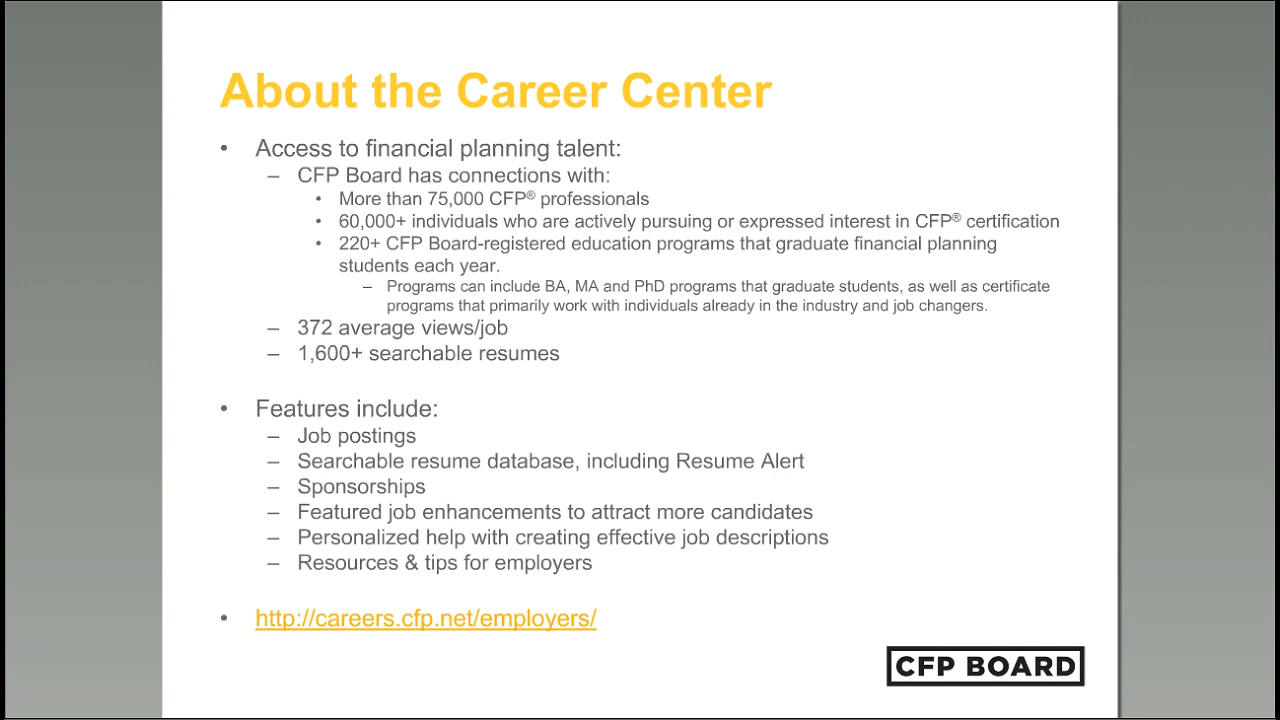 About the Career Center
• Access to financial planning talent:
– CFP Board has connections with:
• More than 75,000 CFP® professionals
• 60,000+ individuals who are actively pursuing or expressed interest in CFP® certification
• 220+ CFP Board-registered education programs that graduate financial planning
students each year.
– Programs can include BA, MA and PhD programs that graduate students, as well as certificate
programs that primarily work with individuals already in the industry and job changers.
– 372 average views/job
– 1,600+ searchable resumes
• Features include:
– Job postings
– Searchable resume database, including Resume Alert
– Sponsorships
– Featured job enhancements to attract more candidates
– Personalized help with creating effective job descriptions
– Resources & tips for employers
• http://careers.cfp.net/employers/
CFP BOARD